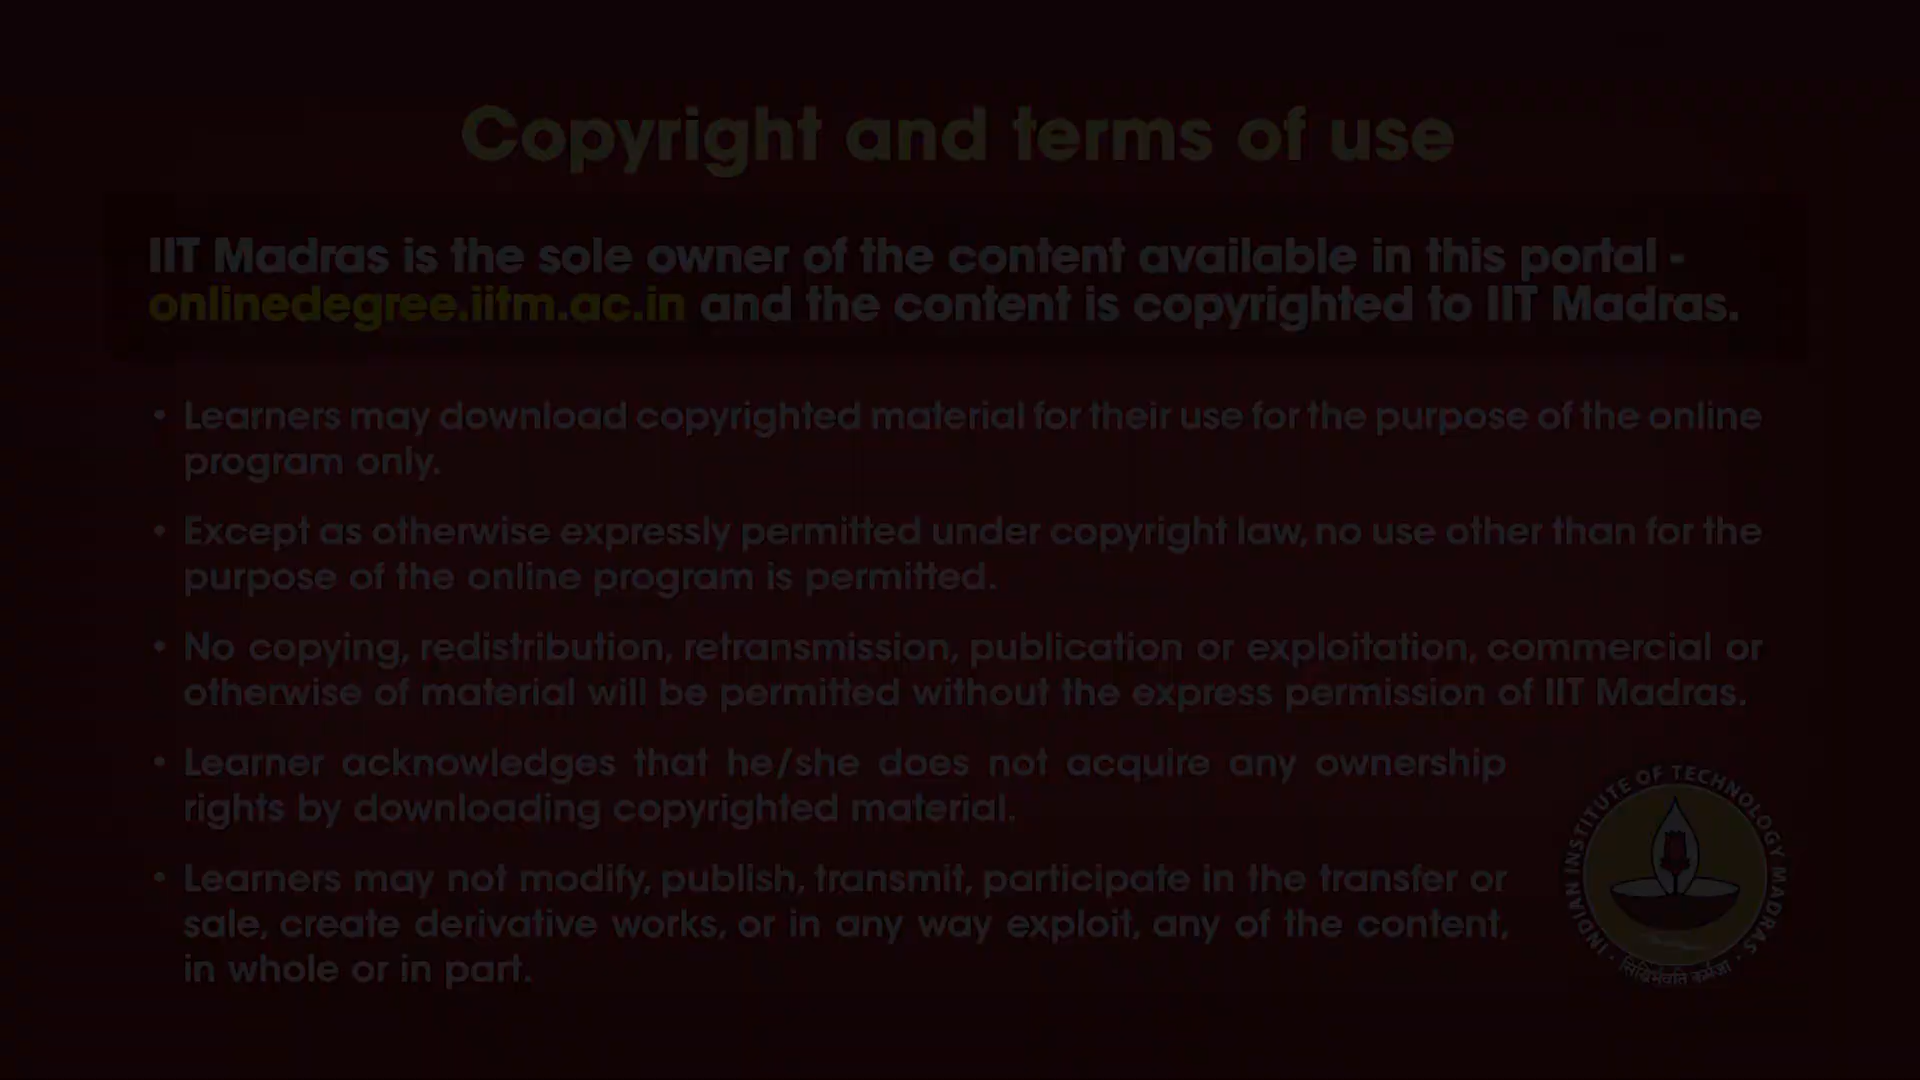 Copyright and terms of use
IIT Madras is the sole owner of the content available in this portal -
onlinedegree.iitm.ac.in and the content is copyrighted to IIT Madras.
• Learners may download copyrighted material for their use for the purpose of the online
program only.
• Except as otherwise expressly permitted under copyright law, no use other than for the
purpose of the online program is permitted.
• No copying, redistribution, retransmission, publication or exploitation, commercial or
otherwise of material will be permitted without the express permission of IIT Madras.
• Learner acknowledges that he/she does not acquire any ownership
rights by downloading copyrighted material.
• Learners may not modify, publish, transmit, participate in the transfer or
sale, create derivative works, or in any way exploit, any of the content,
in whole or in part.
INDIAN INSTITUTE OF TECHNOLOGY MADRAS
सिद्धिर्भवति कर्मजा